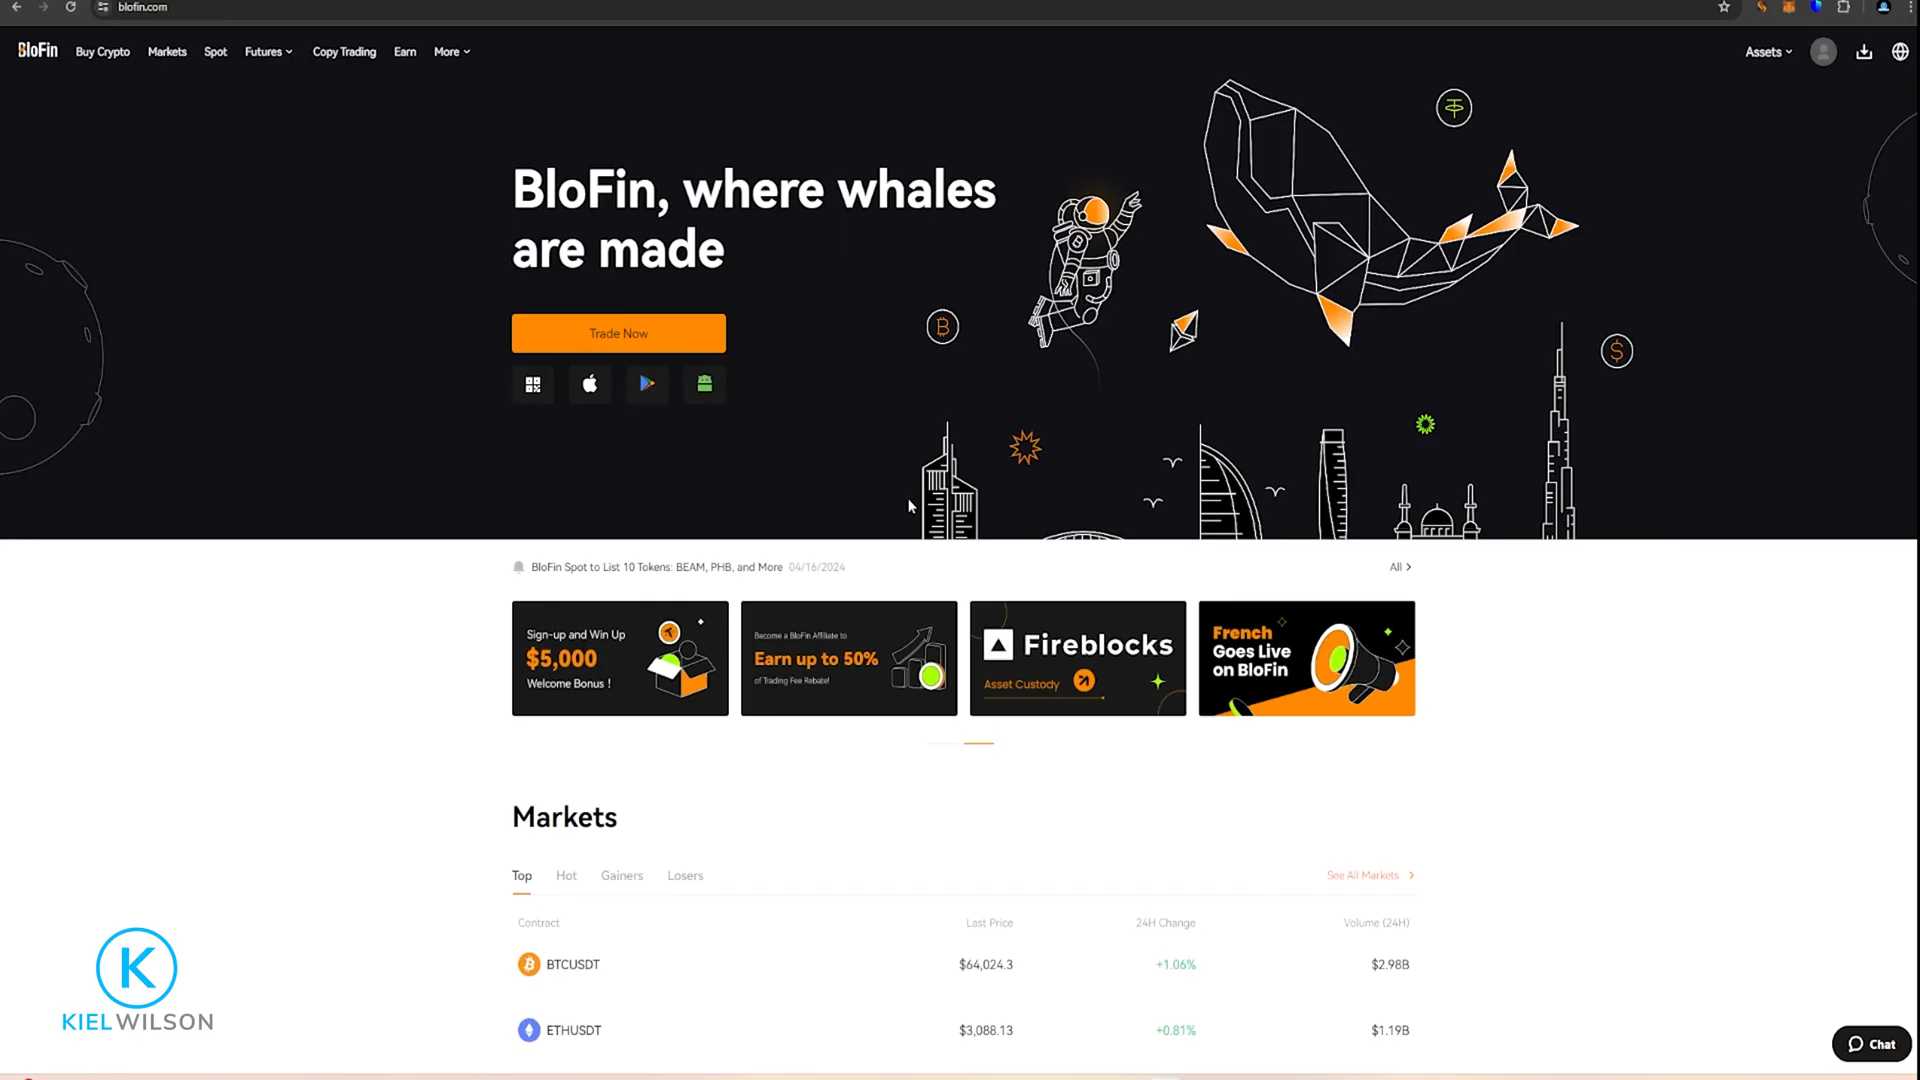 blofin.com
BloFin Buy Crypto Markets Spot Futures Copy Trading Earn More Assets
BloFin, where whales
are made
Trade Now
BloFin Spot to List 10 Tokens: BEAM, PHB, and More 04/16/2024 All
Sign-up and Win Up
$5,000
Welcome Bonus !
Become a BloFin Affiliate to
Earn up to 50%
of Trading Fee Rebate!
Fireblocks
Asset Custody
French
Goes Live
on BloFin
Markets
Top Hot Gainers Losers See All Markets
Contract Last Price 24H Change Volume (24H)
BTCUSDT $64,024.3 +1.06% $2.98B
ETHUSDT $3,088.13 +0.81% $1.19B
K
KIELWILSON
Chat